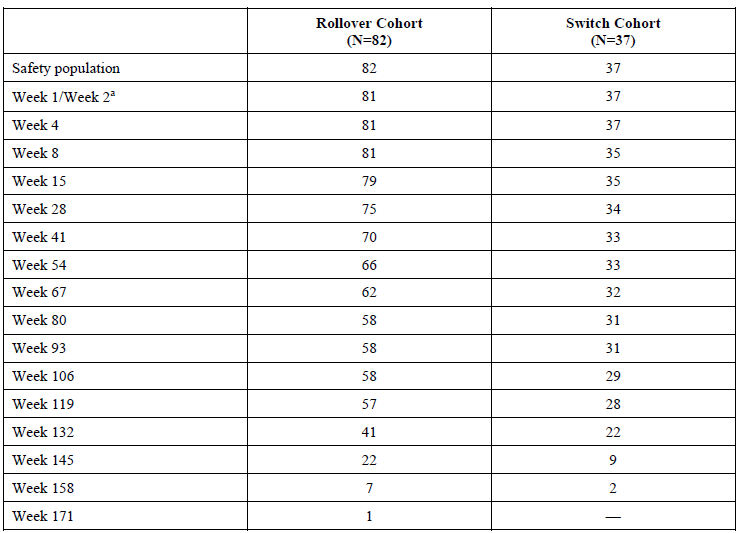 Rollover Cohort Switch Cohort
(N=82) (N=37)
Safety population 82 37
Week 1/Week 2ᵃ 81 37
Week 4 81 37
Week 8 81 35
Week 15 79 35
Week 28 75 34
Week 41 70 33
Week 54 66 33
Week 67 62 32
Week 80 58 31
Week 93 58 31
Week 106 58 29
Week 119 57 28
Week 132 41 22
Week 145 22 9
Week 158 7 2
Week 171 1 —